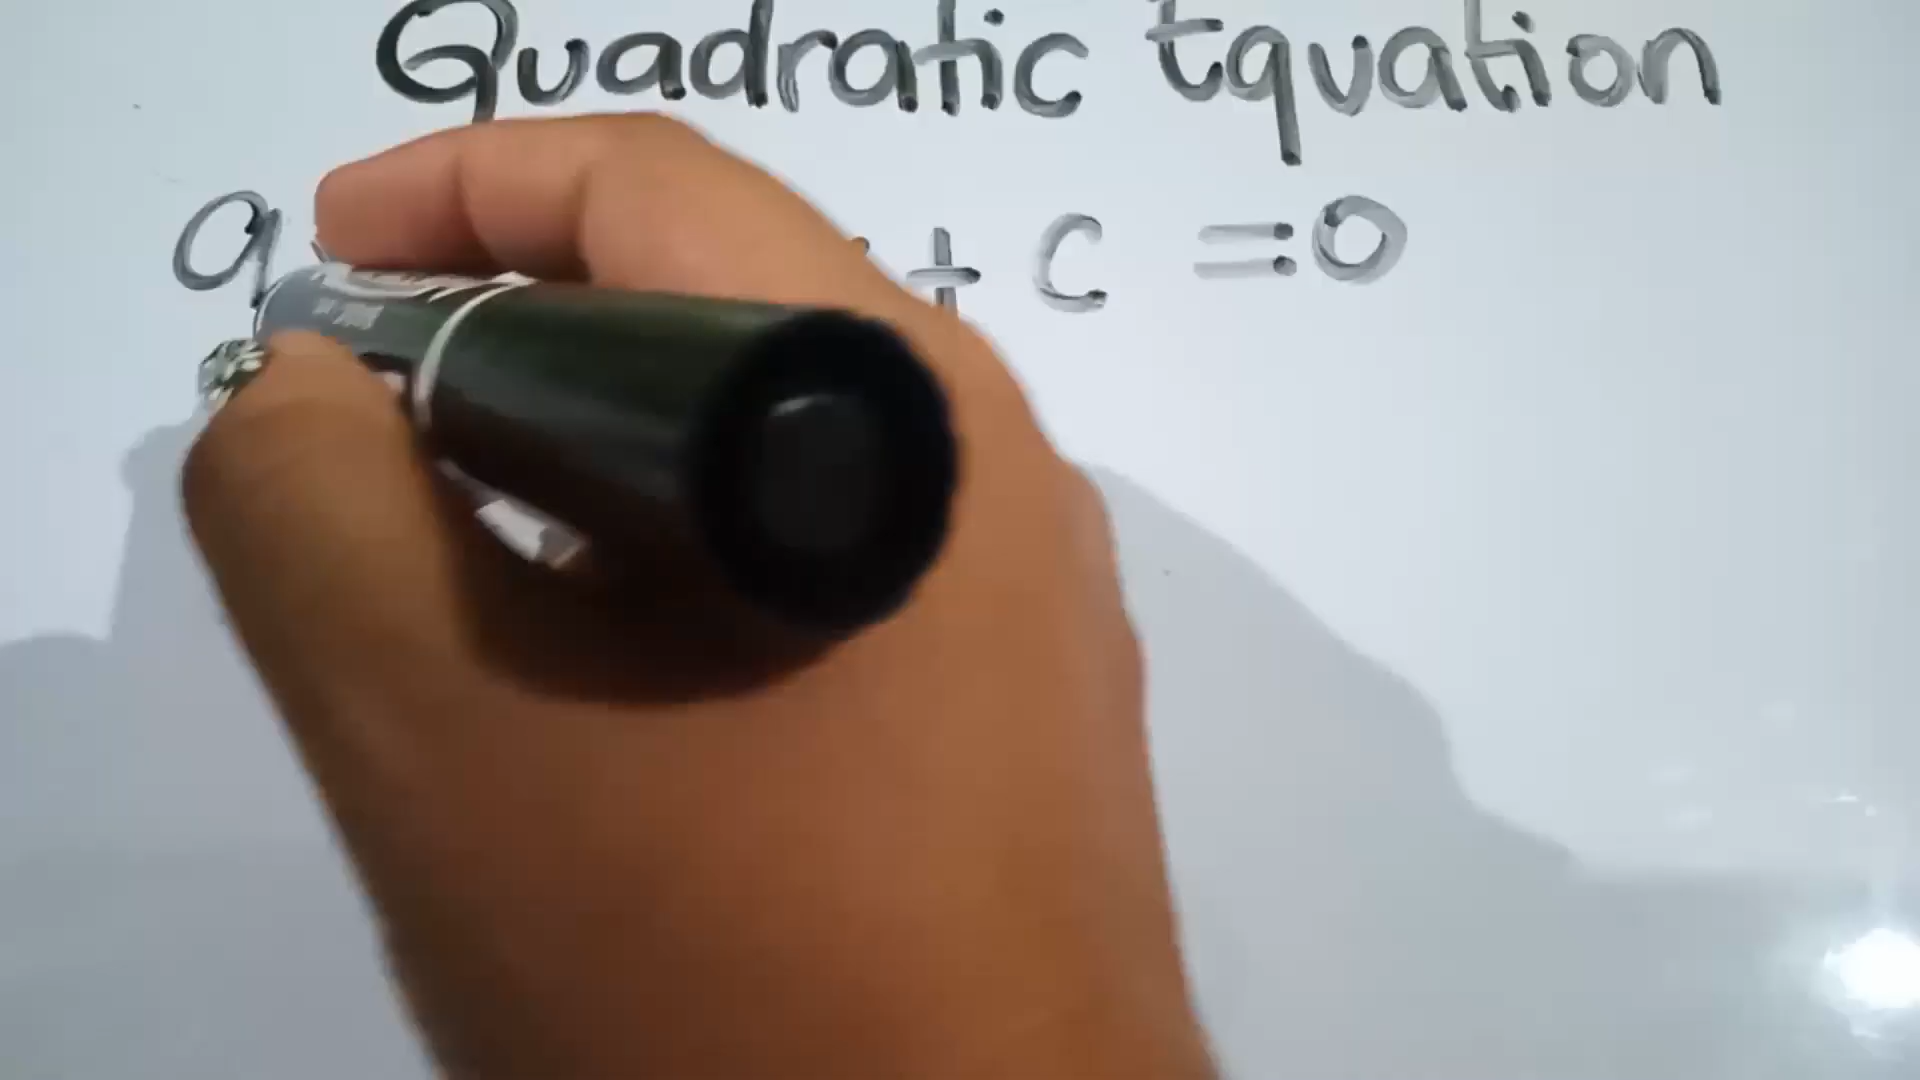 Quadratic Equation
a + c = 0